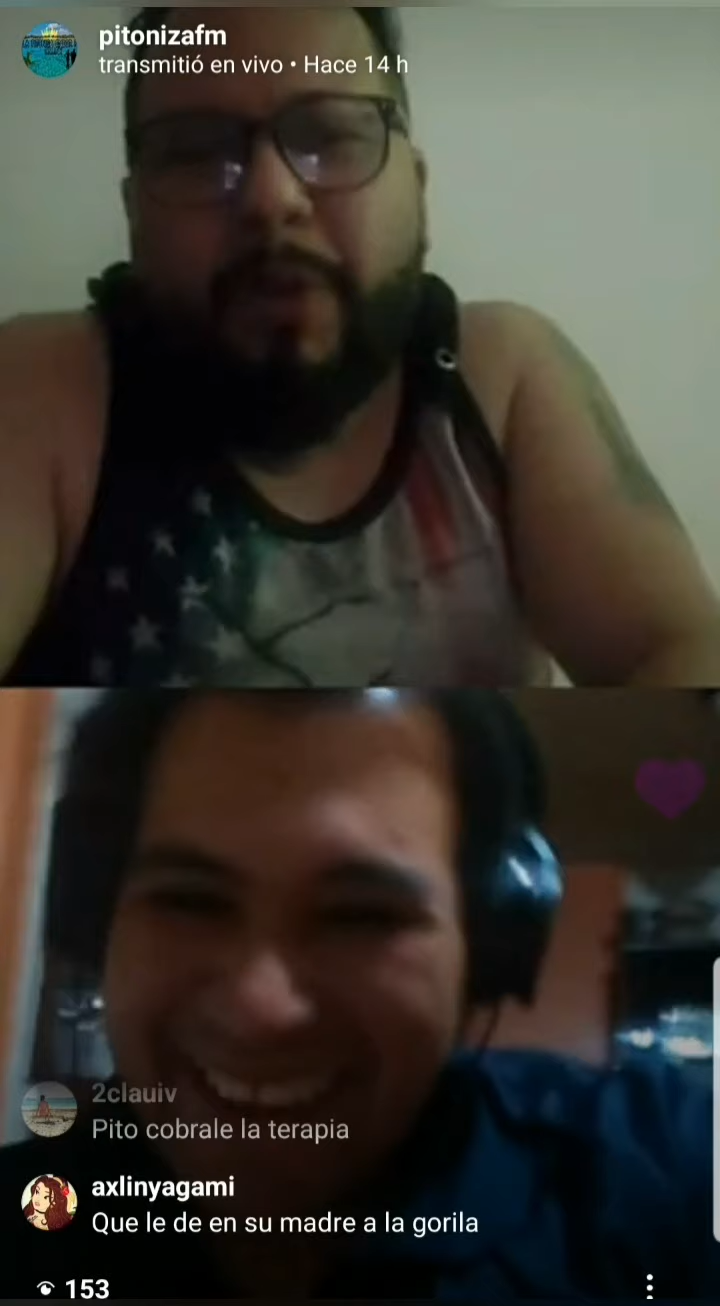 pitonizafm
transmitió en vivo • Hace 14 h
2clauiv
Pito cobrale la terapia
axlinyagami
Que le de en su madre a la gorila
153